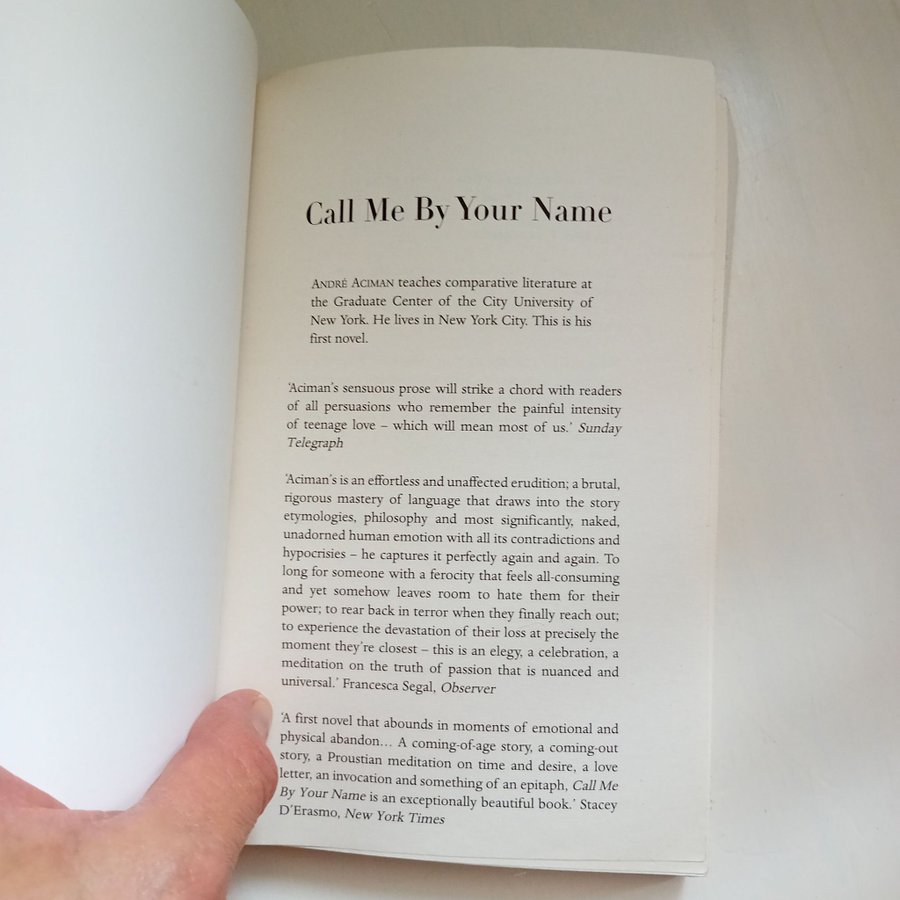 Call Me By Your Name
ANDRÉ ACIMAN teaches comparative literature at
the Graduate Center of the City University of
New York. He lives in New York City. This is his
first novel.
‘Aciman’s sensuous prose will strike a chord with readers
of all persuasions who remember the painful intensity
of teenage love – which will mean most of us.’ Sunday
Telegraph
‘Aciman’s is an effortless and unaffected erudition; a brutal,
rigorous mastery of language that draws into the story
etymologies, philosophy and most significantly, naked,
unadorned human emotion with all its contradictions and
hypocrisies – he captures it perfectly again and again. To
long for someone with a ferocity that feels all-consuming
and yet somehow leaves room to hate them for their
power; to rear back in terror when they finally reach out;
to experience the devastation of their loss at precisely the
moment they’re closest – this is an elegy, a celebration, a
meditation on the truth of passion that is nuanced and
universal.’ Francesca Segal, Observer
‘A first novel that abounds in moments of emotional and
physical abandon… A coming-of-age story, a coming-out
story, a Proustian meditation on time and desire, a love
letter, an invocation and something of an epitaph, Call Me
By Your Name is an exceptionally beautiful book.’ Stacey
D’Erasmo, New York Times